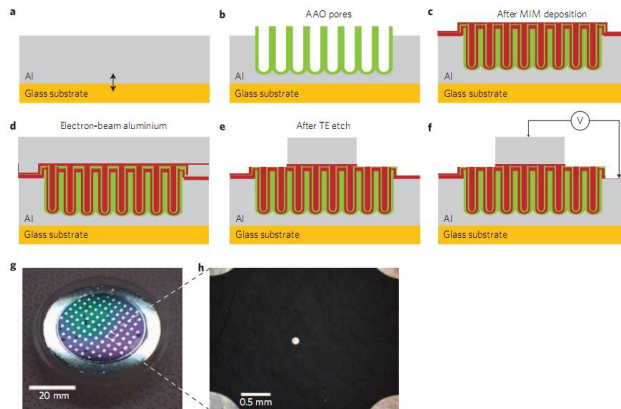 a
b
AAO pores
c
After MIM deposition
Al
Glass substrate
Al
Glass substrate
Al
Glass substrate
d
Electron-beam aluminium
e
After TE etch
f
V
Al
Glass substrate
Al
Glass substrate
Al
Glass substrate
g
h
20 mm
0.5 mm